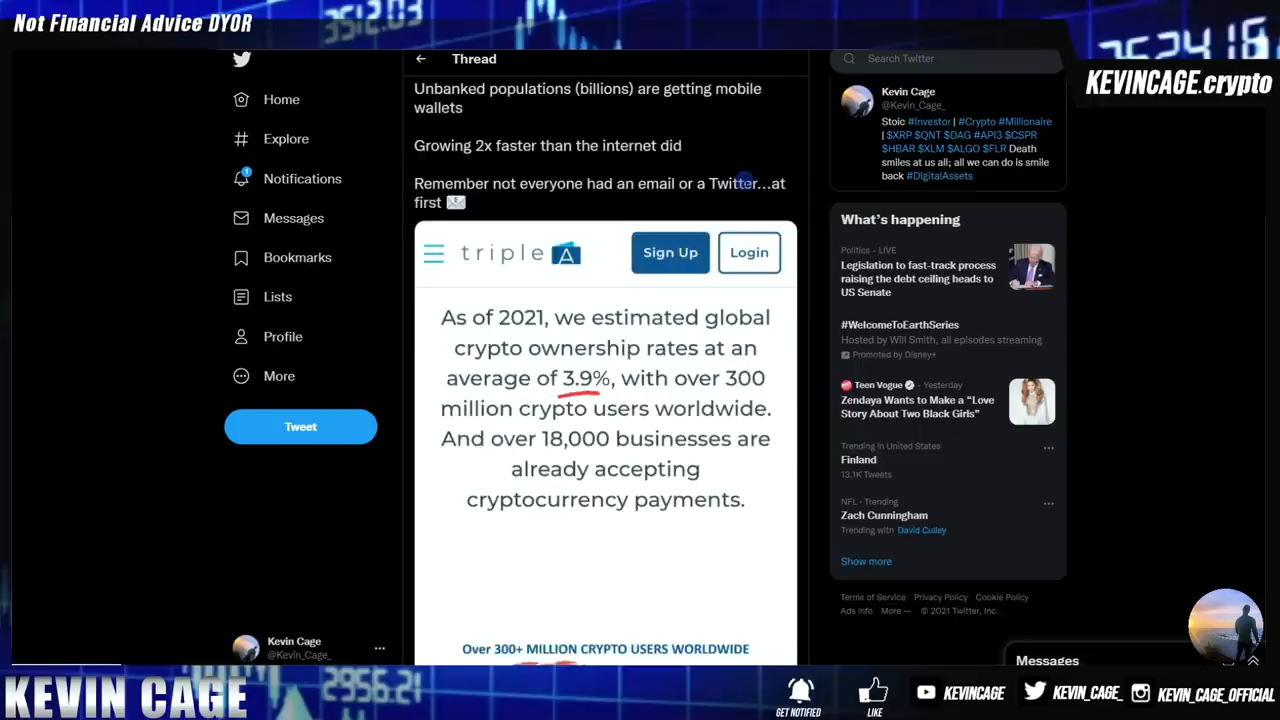 Not Financial Advice DYOR
3512.03
3524.16
KEVINCAGE.crypto
Home
Explore
1
Notifications
Messages
Bookmarks
Lists
Profile
More
Tweet
Kevin Cage
@Kevin_Cage_
Thread
Unbanked populations (billions) are getting mobile
wallets
Growing 2x faster than the internet did
Remember not everyone had an email or a Twitter...at
first
triple A
Sign Up
Login
As of 2021, we estimated global
crypto ownership rates at an
average of 3.9%, with over 300
million crypto users worldwide.
And over 18,000 businesses are
already accepting
cryptocurrency payments.
Over 300+ MILLION CRYPTO USERS WORLDWIDE
Search Twitter
Kevin Cage
@Kevin_Cage_
Stoic #Investor | #Crypto #Millionaire
| $XRP $QNT $DAG #API3 $CSPR
$HBAR $XLM $ALGO $FLR Death
smiles at us all; all we can do is smile
back #DigitalAssets
What's happening
Politics · LIVE
Legislation to fast-track process
raising the debt ceiling heads to
US Senate
#WelcomeToEarthSeries
Hosted by Will Smith, all episodes streaming
Promoted by Disney+
Teen Vogue · Yesterday
Zendaya Wants to Make a "Love
Story About Two Black Girls"
Trending in United States
Finland
13.1K Tweets
NFL · Trending
Zach Cunningham
Trending with David Culley
Show more
Terms of Service Privacy Policy Cookie Policy
Ads info More ··· © 2021 Twitter, Inc.
Messages
KEVIN CAGE
2956.21
GET NOTIFIED
LIKE
KEVINCAGE
KEVIN_CAGE_
KEVIN_CAGE_OFFICIAL